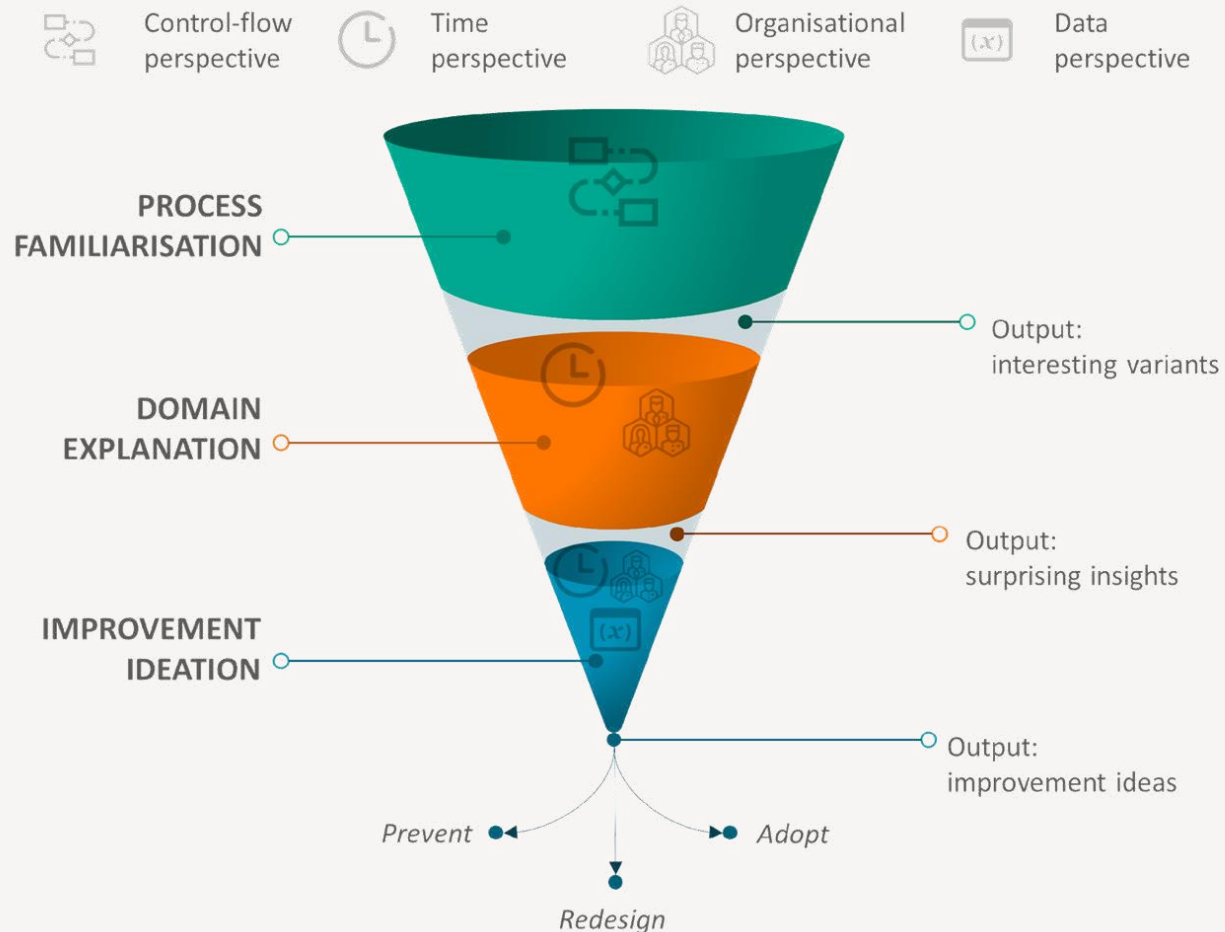 Control-flow
perspective
Time
perspective
Organisational
perspective
(x)
Data
perspective
PROCESS
FAMILIARISATION
Output:
interesting variants
DOMAIN
EXPLANATION
Output:
surprising insights
(x)
IMPROVEMENT
IDEATION
Output:
improvement ideas
Prevent
Adopt
Redesign